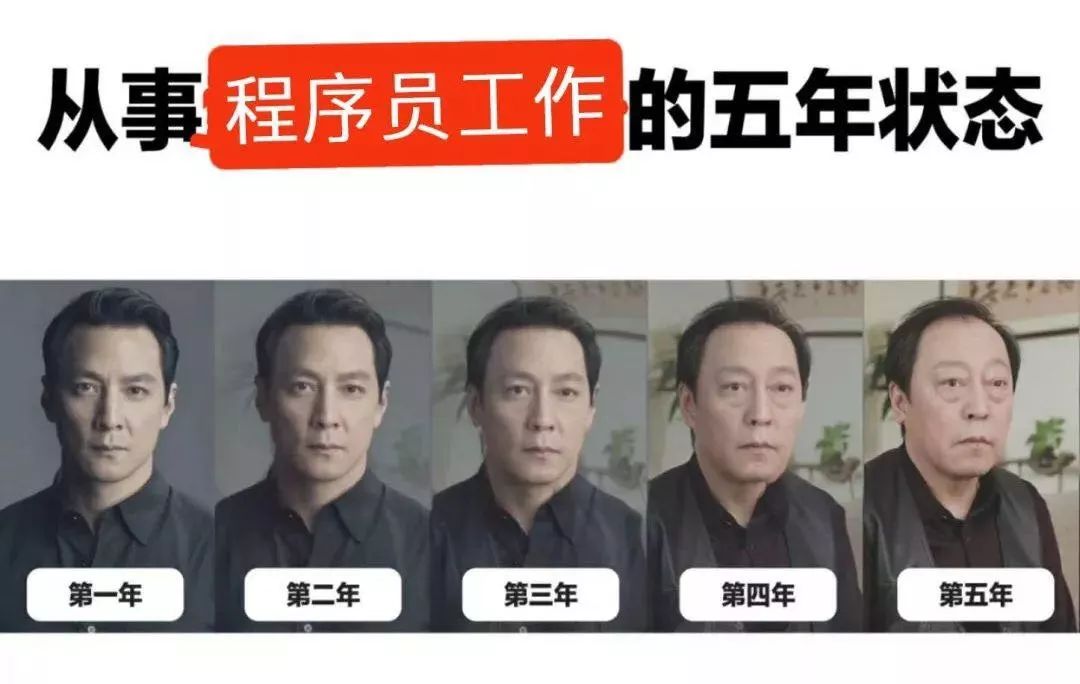 从事程序员工作的五年状态
第一年
第二年
第三年
第四年
第五年